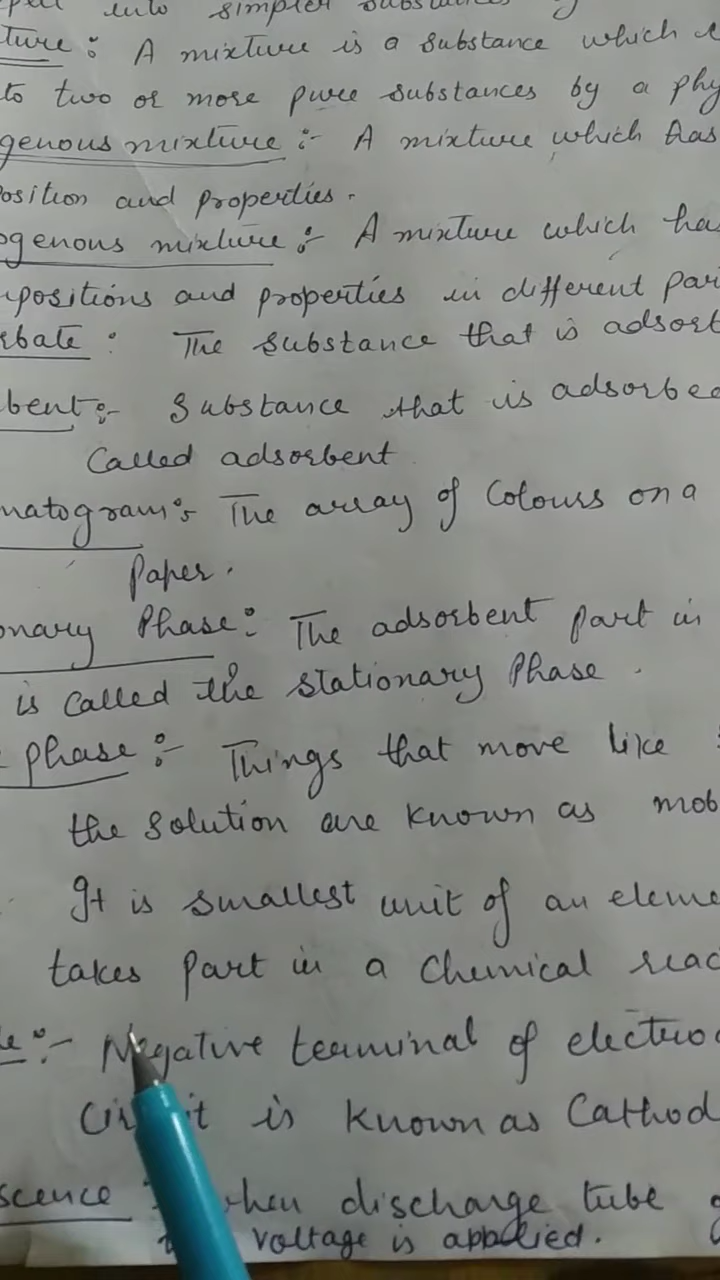 into simpler
ture : A mixture is a substance which
to two or more pure substances by a phy
genous mixture :- A mixture which has
position and properties.
ogenous mixture :- A mixture which ha
positions and properties in different par
rbate : The substance that is adsorb
bent :- Substance that is adsorbed
Called adsorbent
matogram :- The array of Colours on a
Paper.
onary Phase : The adsorbent part in
is called the stationary Phase.
phase :- Things that move like
the solution are known as mob
It is smallest unit of an eleme
takes part in a Chemical reac
e :- Negative terminal of electro
is known as Cathod
scence when discharge tube
voltage is applied.